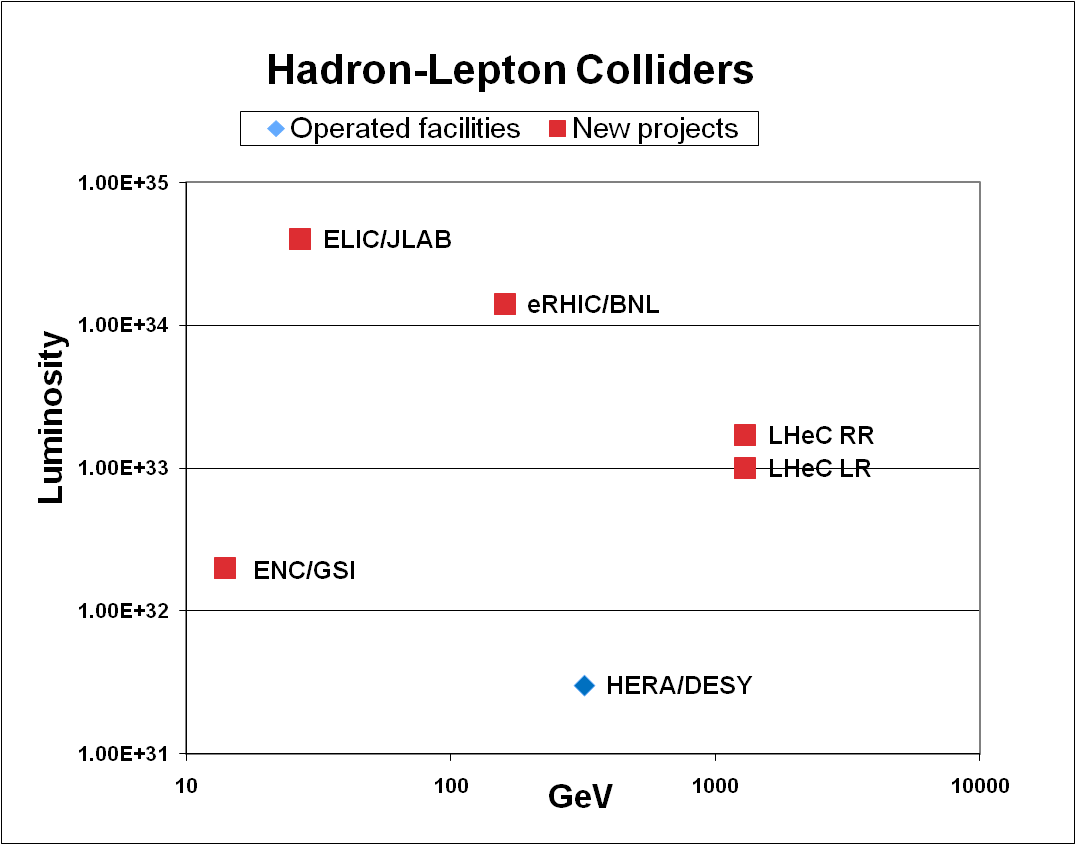 Hadron-Lepton Colliders
Operated facilities New projects
1.00E+35
ELIC/JLAB
eRHIC/BNL
1.00E+34
Luminosity
LHeC RR
1.00E+33
LHeC LR
ENC/GSI
1.00E+32
HERA/DESY
1.00E+31
10 100 1000 10000
GeV